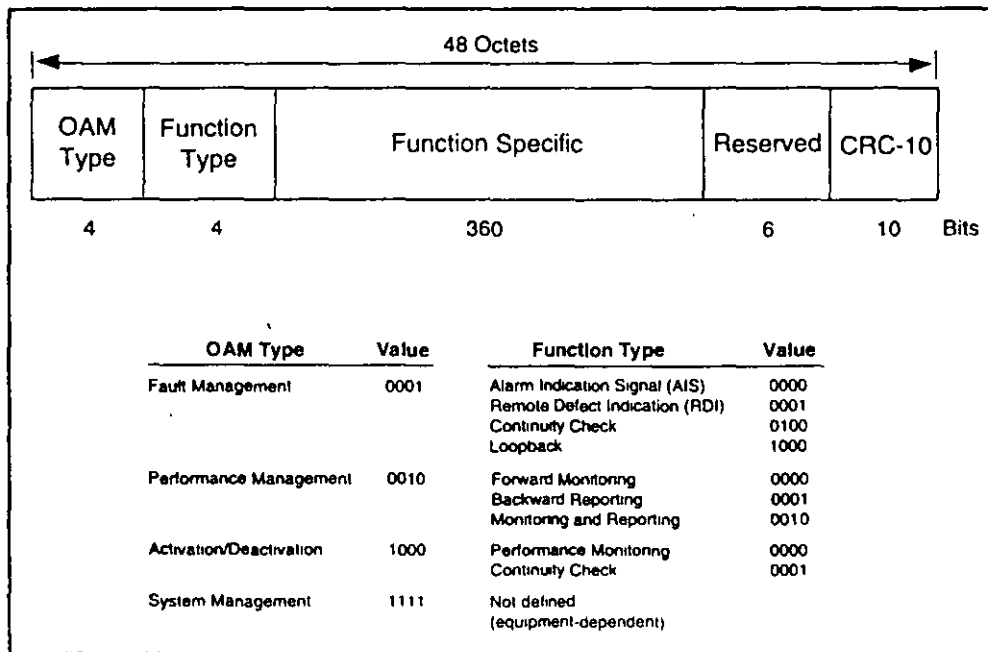 48 Octets
OAM Type Function Type Function Specific Reserved CRC-10
4 4 360 6 10 Bits
OAM Type Value Function Type Value
Fault Management 0001 Alarm Indication Signal (AIS) 0000
Remote Defect Indication (RDI) 0001
Continuity Check 0100
Loopback 1000
Performance Management 0010 Forward Monitoring 0000
Backward Reporting 0001
Monitoring and Reporting 0010
Activation/Deactivation 1000 Performance Monitoring 0000
Continuity Check 0001
System Management 1111 Not defined
(equipment-dependent)